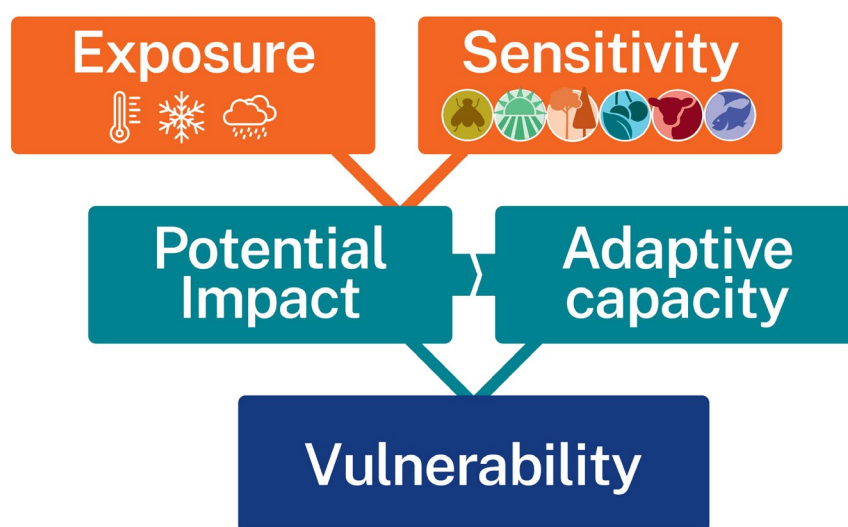 Exposure
Sensitivity
Potential
Impact
Adaptive
capacity
Vulnerability